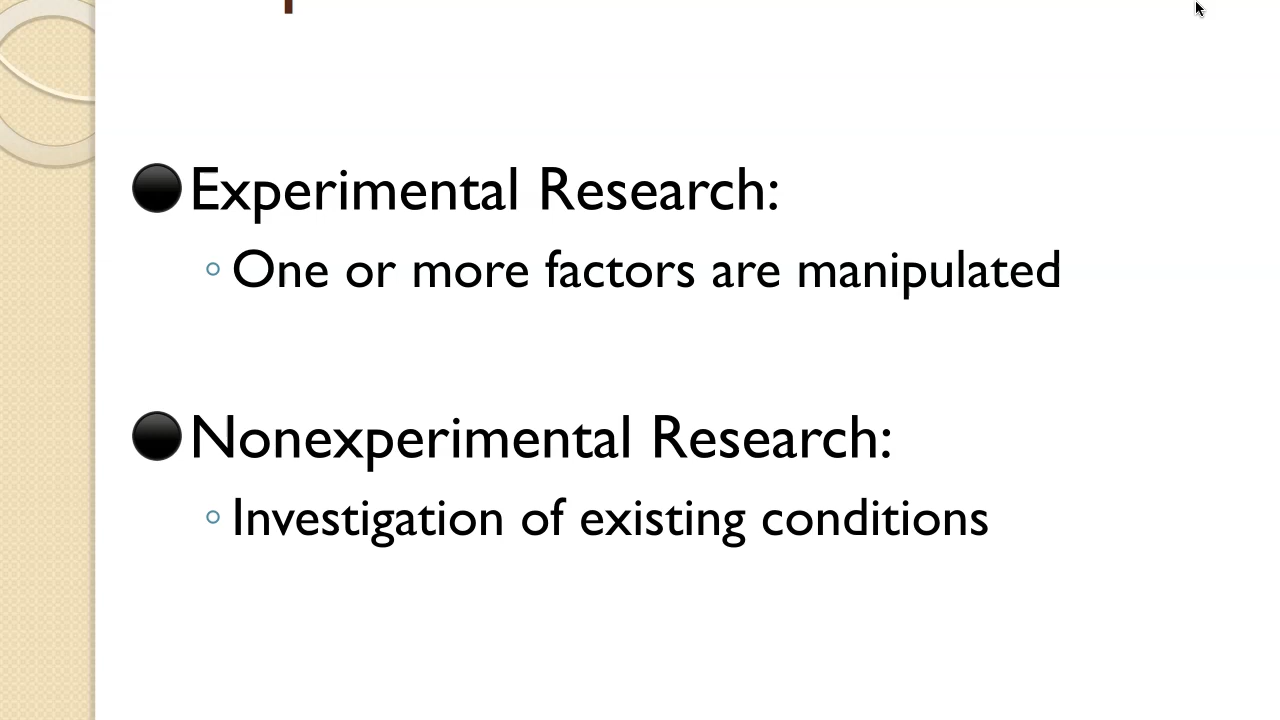 Experimental Research:
One or more factors are manipulated
Nonexperimental Research:
Investigation of existing conditions